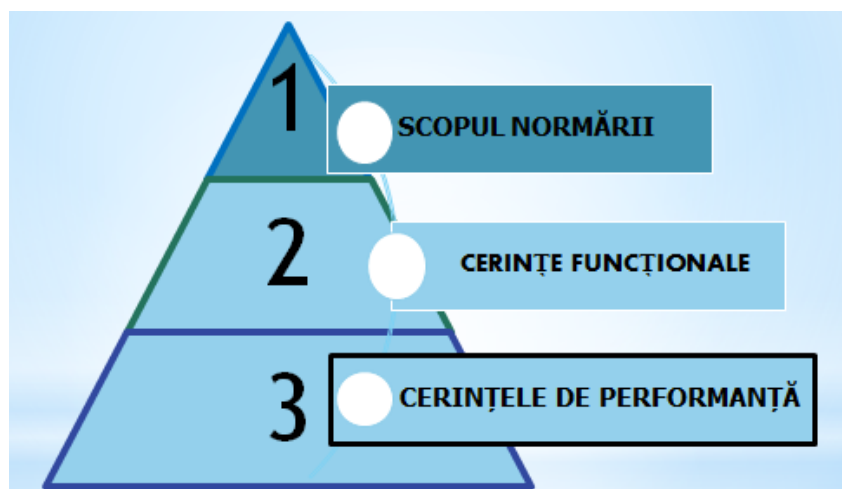 1
SCOPUL NORMĂRII
2
CERINȚE FUNCȚIONALE
3
CERINȚELE DE PERFORMANȚĂ